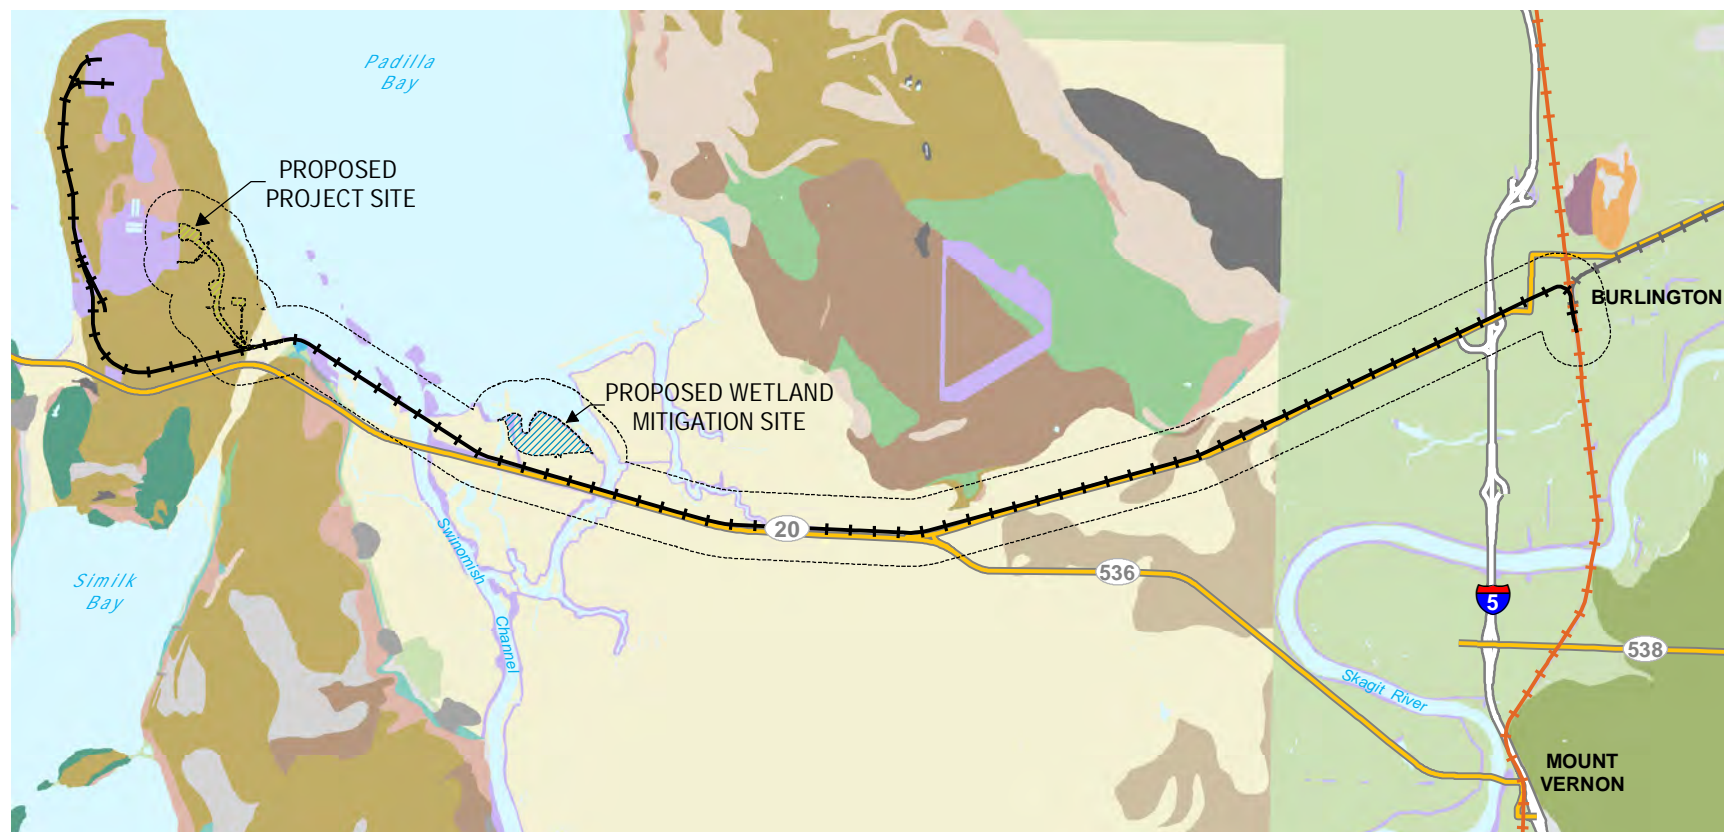 Padilla
Bay
PROPOSED
PROJECT SITE
BURLINGTON
PROPOSED WETLAND
MITIGATION SITE
20
Swinomish
Channel
536
Similk
Bay
5
538
Skagit River
MOUNT
VERNON